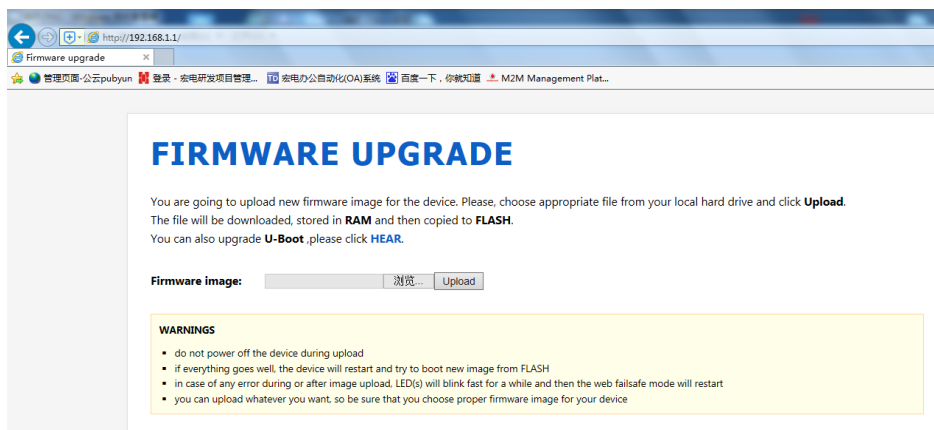 http://192.168.1.1/
Firmware upgrade
管理页面-公云pubyun 登录 - 宏电研发项目管理... TD 宏电办公自动化(OA)系统 百度一下，你就知道 M2M Management Plat...
FIRMWARE UPGRADE
You are going to upload new firmware image for the device. Please, choose appropriate file from your local hard drive and click Upload.
The file will be downloaded, stored in RAM and then copied to FLASH.
You can also upgrade U-Boot ,please click HEAR.
Firmware image: 浏览... Upload
WARNINGS
▪ do not power off the device during upload
▪ if everything goes well, the device will restart and try to boot new image from FLASH
▪ in case of any error during or after image upload, LED(s) will blink fast for a while and then the web failsafe mode will restart
▪ you can upload whatever you want, so be sure that you choose proper firmware image for your device